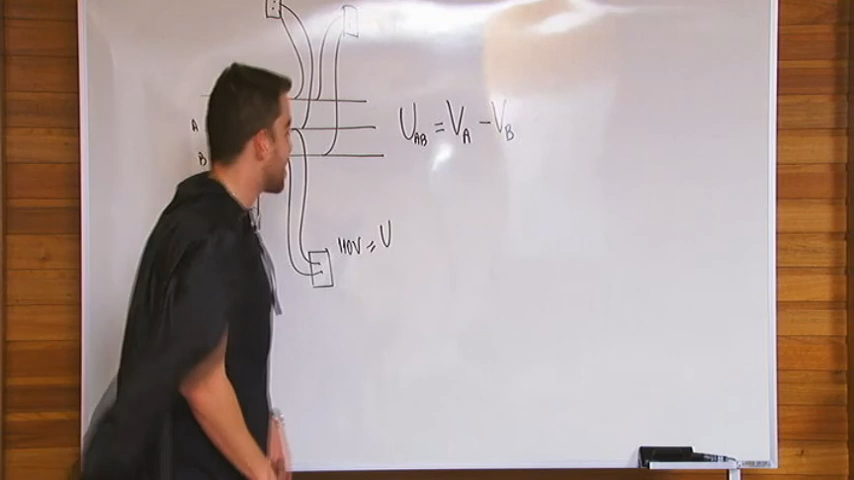 A
U_AB = V_A - V_B
B
110V = U